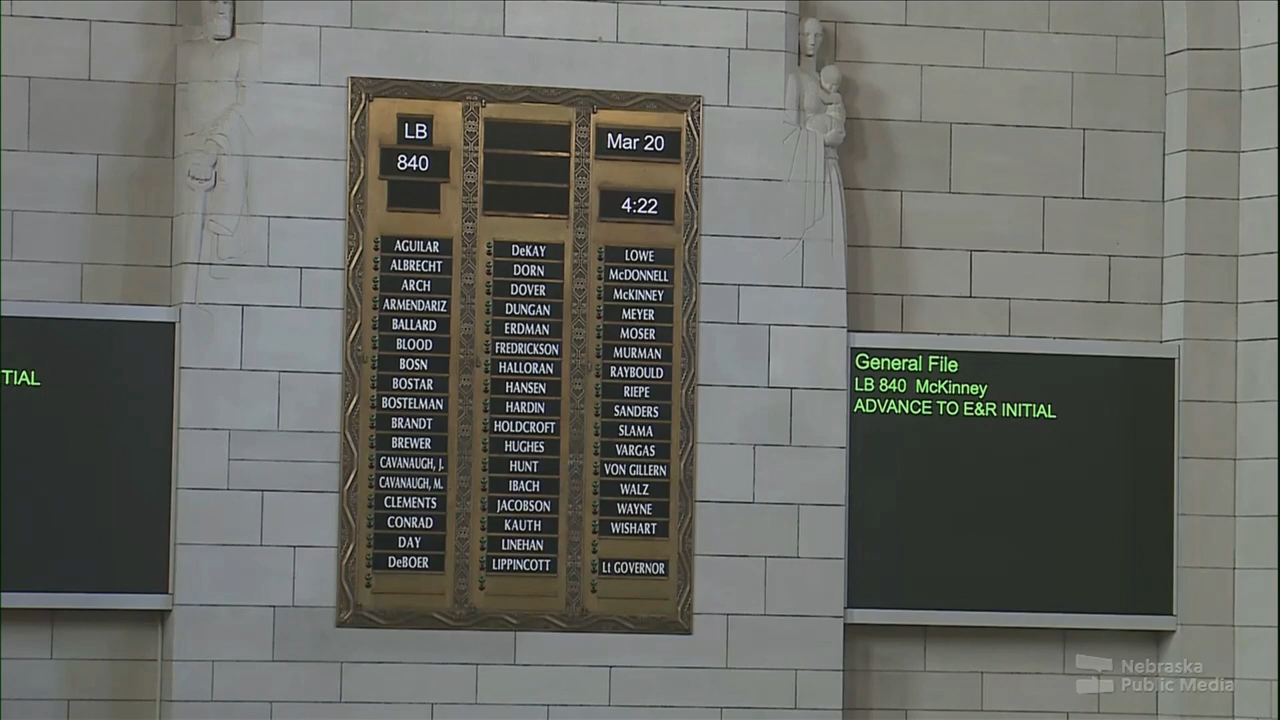 TIAL
LB
840
Mar 20
4:22
AGUILAR
ALBRECHT
ARCH
ARMENDARIZ
BALLARD
BLOOD
BOSN
BOSTAR
BOSTELMAN
BRANDT
BREWER
CAVANAUGH, J.
CAVANAUGH, M.
CLEMENTS
CONRAD
DAY
DeBOER
DeKAY
DORN
DOVER
DUNGAN
ERDMAN
FREDRICKSON
HALLORAN
HANSEN
HARDIN
HOLDCROFT
HUGHES
HUNT
IBACH
JACOBSON
KAUTH
LINEHAN
LIPPINCOTT
LOWE
McDONNELL
McKINNEY
MEYER
MOSER
MURMAN
RAYBOULD
RIEPE
SANDERS
SLAMA
VARGAS
VON GILLERN
WALZ
WAYNE
WISHART
Lt GOVERNOR
General File
LB 840 McKinney
ADVANCE TO E&R INITIAL
Nebraska
Public Media